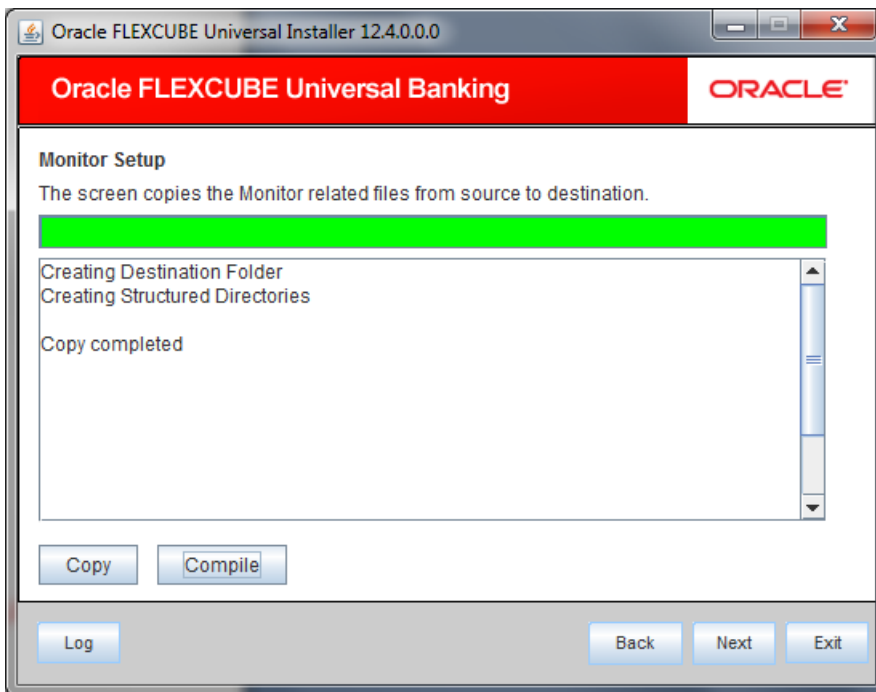 Oracle FLEXCUBE Universal Installer 12.4.0.0.0
Oracle FLEXCUBE Universal Banking
ORACLE
Monitor Setup
The screen copies the Monitor related files from source to destination.
Creating Destination Folder
Creating Structured Directories
Copy completed
Copy Compile
Log Back Next Exit